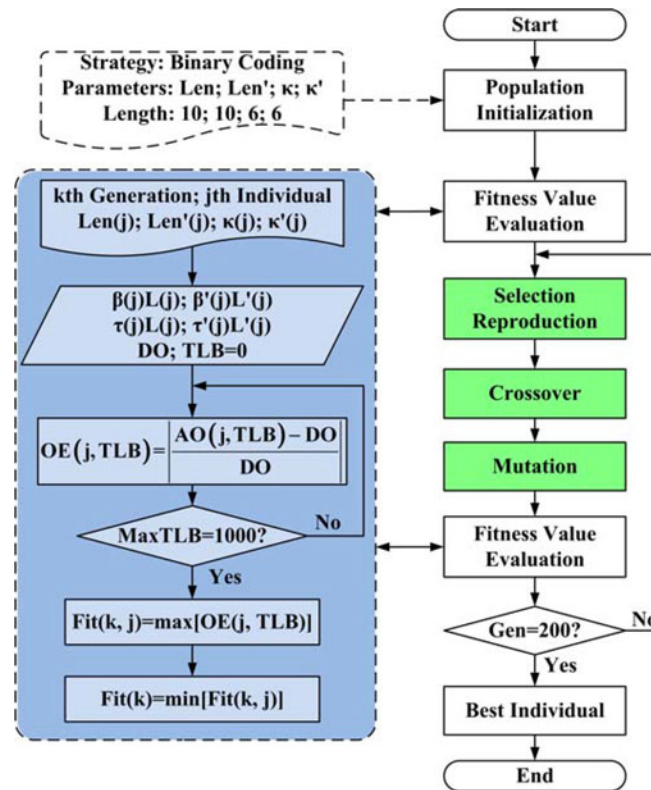 Start
Strategy: Binary Coding
Parameters: Len; Len'; κ; κ'
Length: 10; 10; 6; 6
Population
Initialization
kth Generation; jth Individual
Len(j); Len'(j); κ(j); κ'(j)
Fitness Value
Evaluation
β(j)L(j); β'(j)L'(j)
τ(j)L(j); τ'(j)L'(j)
DO; TLB=0
Selection
Reproduction
Crossover
OE(j,TLB)=|AO(j,TLB)−DO
DO|
Mutation
MaxTLB=1000?
No
Yes
Fitness Value
Evaluation
Fit(k, j)=max[OE(j, TLB)]
Gen=200?
No
Yes
Fit(k)=min[Fit(k, j)]
Best Individual
End